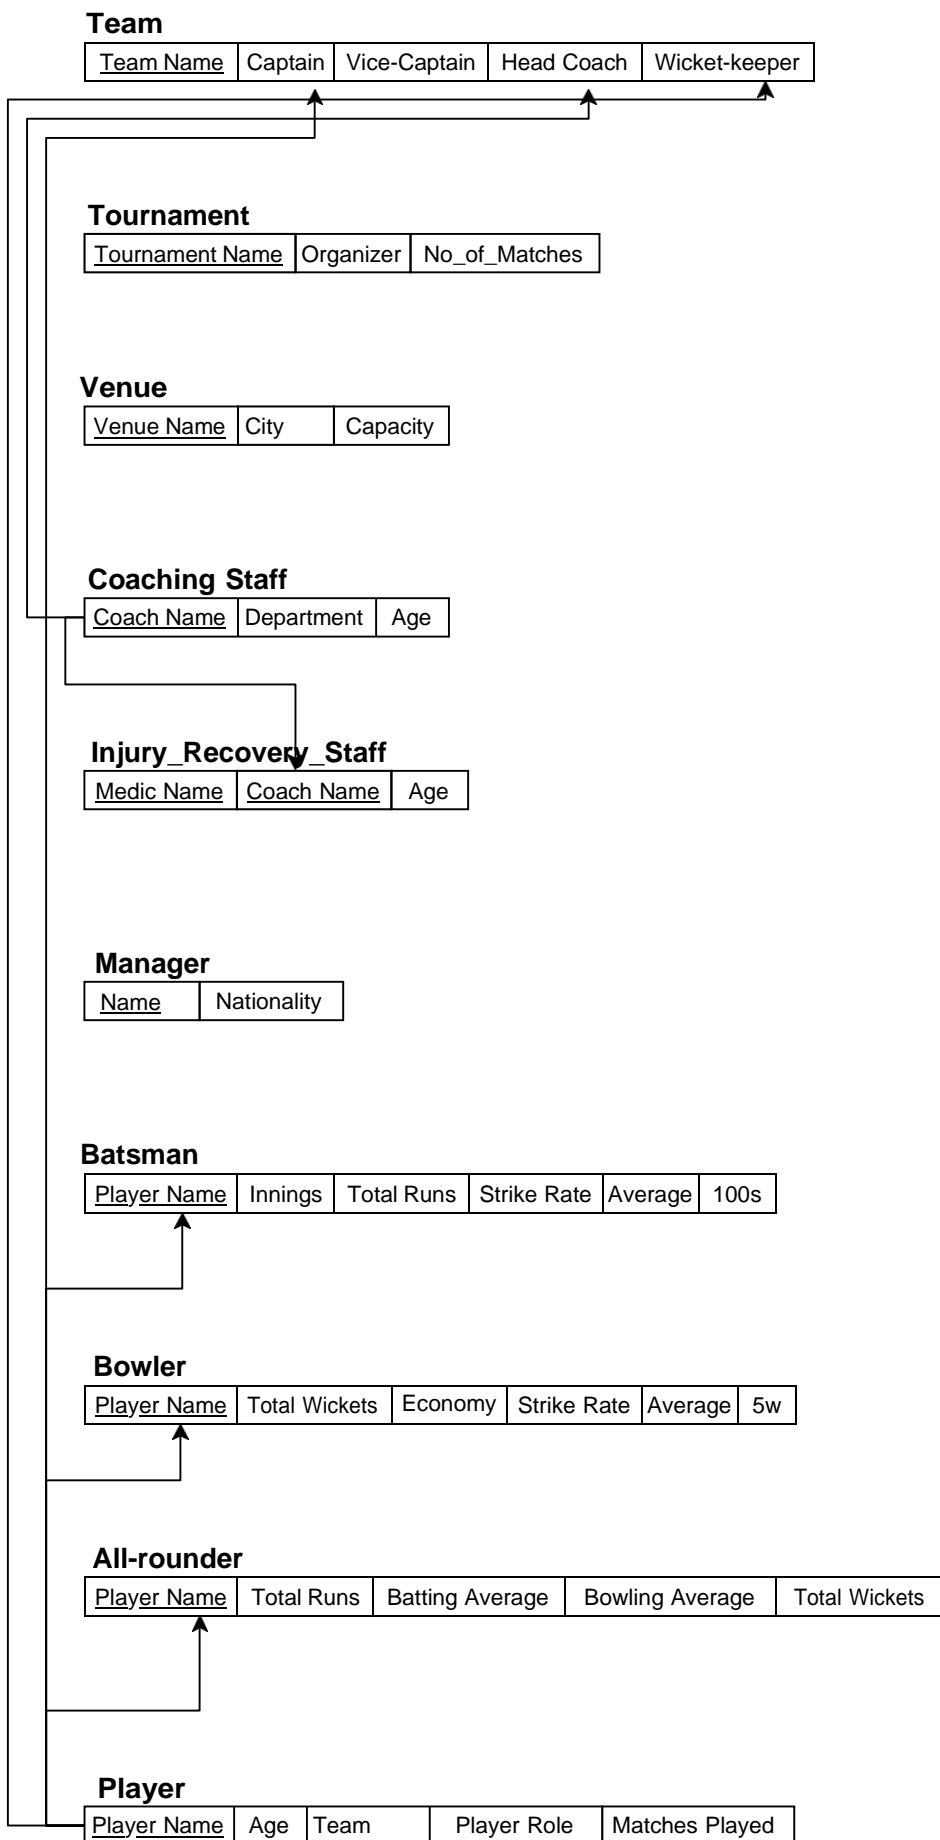 Team
Team Name Captain Vice-Captain Head Coach Wicket-keeper
Tournament
Tournament Name Organizer No_of_Matches
Venue
Venue Name City Capacity
Coaching Staff
Coach Name Department Age
Injury_Recovery_Staff
Medic Name Coach Name Age
Manager
Name Nationality
Batsman
Player Name Innings Total Runs Strike Rate Average 100s
Bowler
Player Name Total Wickets Economy Strike Rate Average 5w
All-rounder
Player Name Total Runs Batting Average Bowling Average Total Wickets
Player
Player Name Age Team Player Role Matches Played